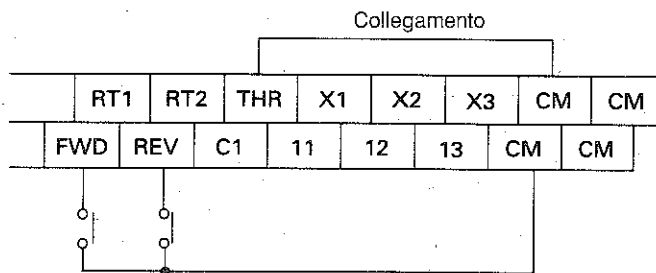 Collegamento
RT1 RT2 THR X1 X2 X3 CM CM
FWD REV C1 11 12 13 CM CM